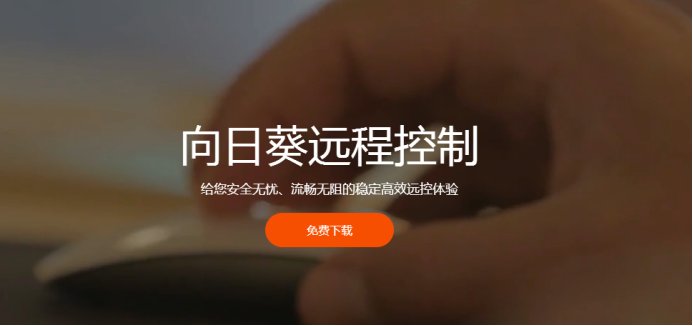 向日葵远程控制
给您安全无忧、流畅无阻的稳定高效远控体验
免费下载